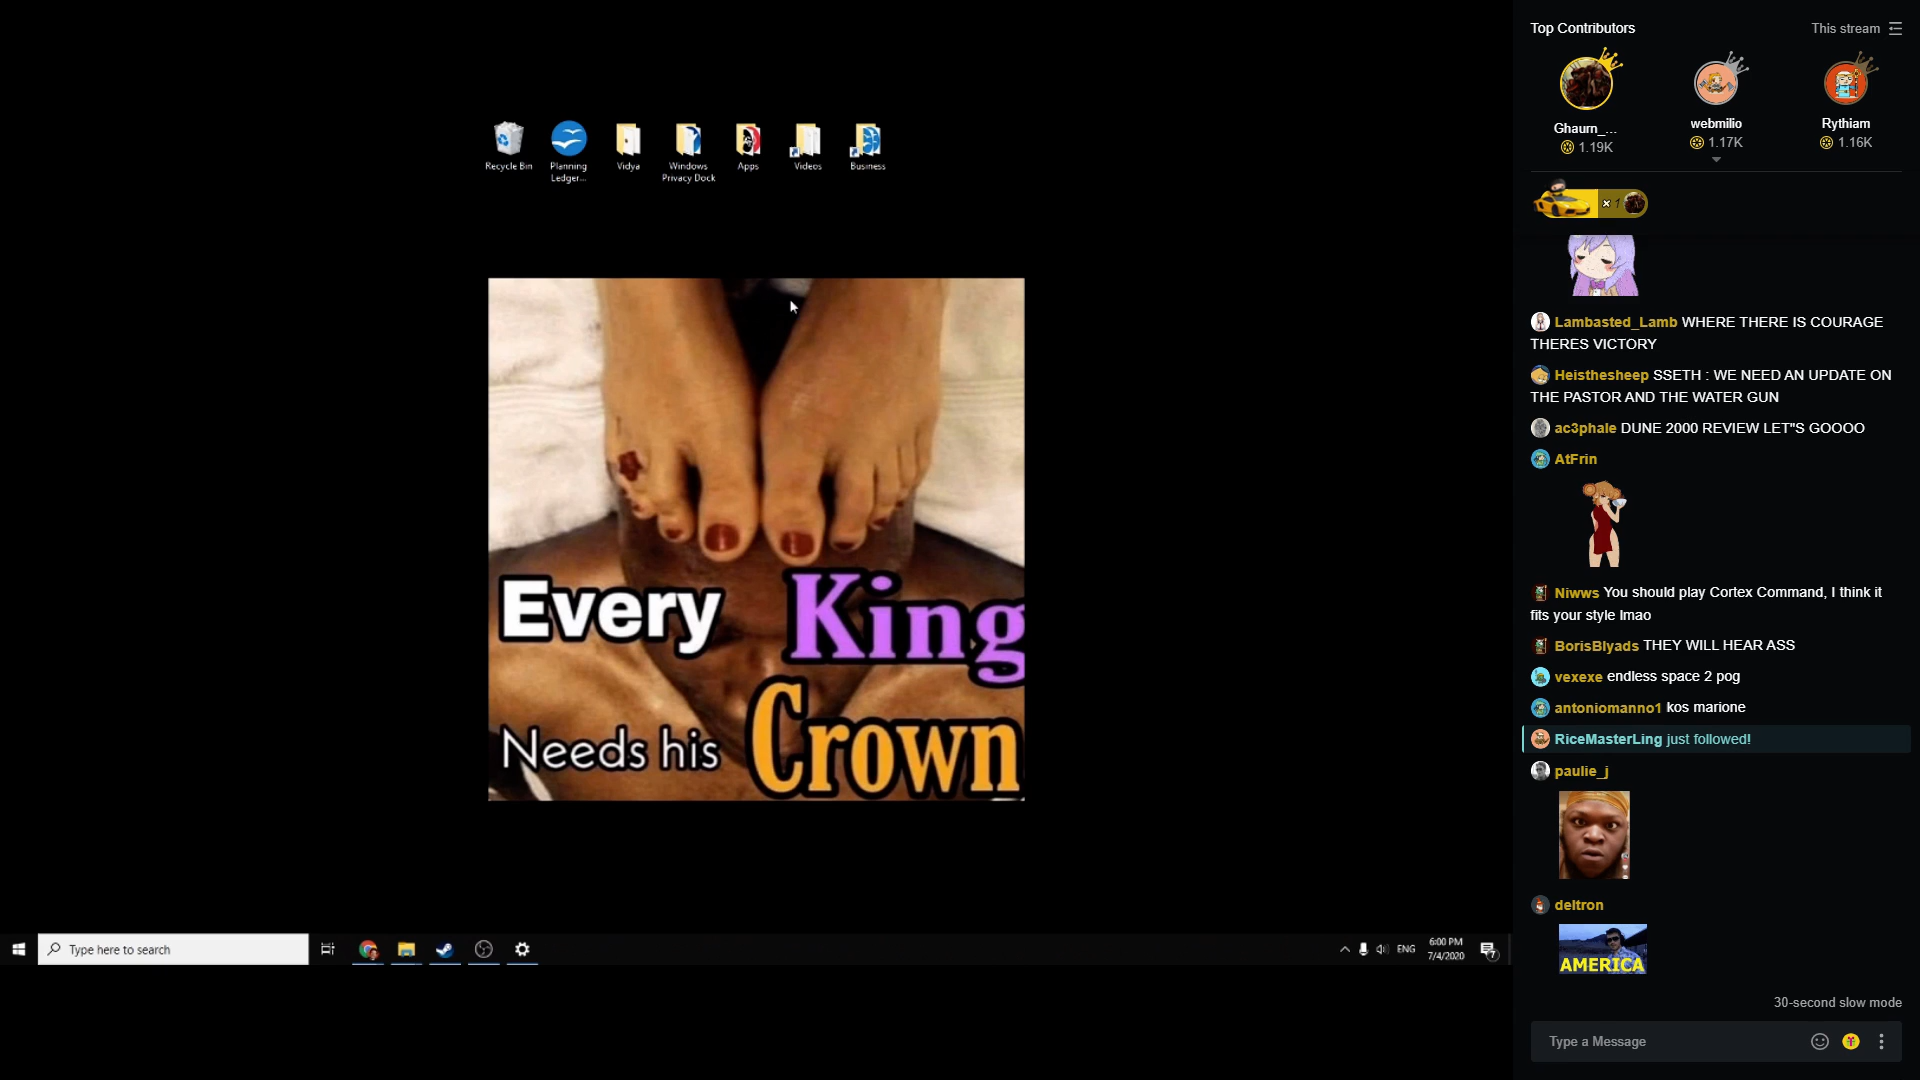 Recycle Bin
Planning Ledger...
Vidya
Windows Privacy Dock
Apps
Videos
Business
Every King
Needs his Crown
Type here to search
ENG
6:00 PM
7/4/2020
7
Top Contributors
This stream
Ghaurn_...
1.19K
webmilio
1.17K
Rythiam
1.16K
× 1
Lambasted_Lamb WHERE THERE IS COURAGE
THERES VICTORY
Heisthesheep SSETH : WE NEED AN UPDATE ON
THE PASTOR AND THE WATER GUN
ac3phale DUNE 2000 REVIEW LET"S GOOOO
AtFrin
Niwws You should play Cortex Command, I think it
fits your style lmao
BorisBlyads THEY WILL HEAR ASS
vexexe endless space 2 pog
antoniomanno1 kos marione
RiceMasterLing just followed!
paulie_j
deltron
AMERICA
30-second slow mode
Type a Message